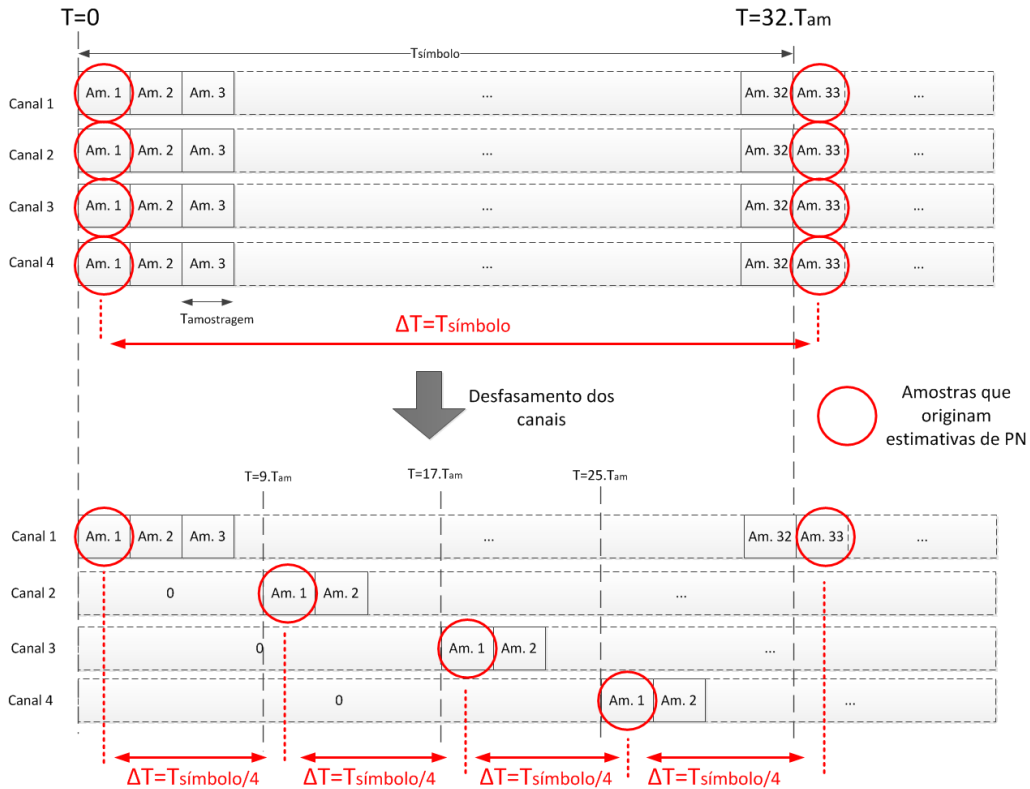 T=0 T=32.Tam
Tsímbolo
Canal 1 Am. 1 Am. 2 Am. 3 ... Am. 32 Am. 33 ...
Canal 2 Am. 1 Am. 2 Am. 3 ... Am. 32 Am. 33 ...
Canal 3 Am. 1 Am. 2 Am. 3 ... Am. 32 Am. 33 ...
Canal 4 Am. 1 Am. 2 Am. 3 ... Am. 32 Am. 33 ...
Tamostragem
ΔT=Tsímbolo
Desfasamento dos
canais
Amostras que
originam
estimativas de PN
T=9.Tam T=17.Tam T=25.Tam
Canal 1 Am. 1 Am. 2 Am. 3 ... Am. 32 Am. 33 ...
Canal 2 0 Am. 1 Am. 2 ...
Canal 3 0 Am. 1 Am. 2 ...
Canal 4 0 Am. 1 Am. 2 ...
ΔT=Tsímbolo/4 ΔT=Tsímbolo/4 ΔT=Tsímbolo/4 ΔT=Tsímbolo/4